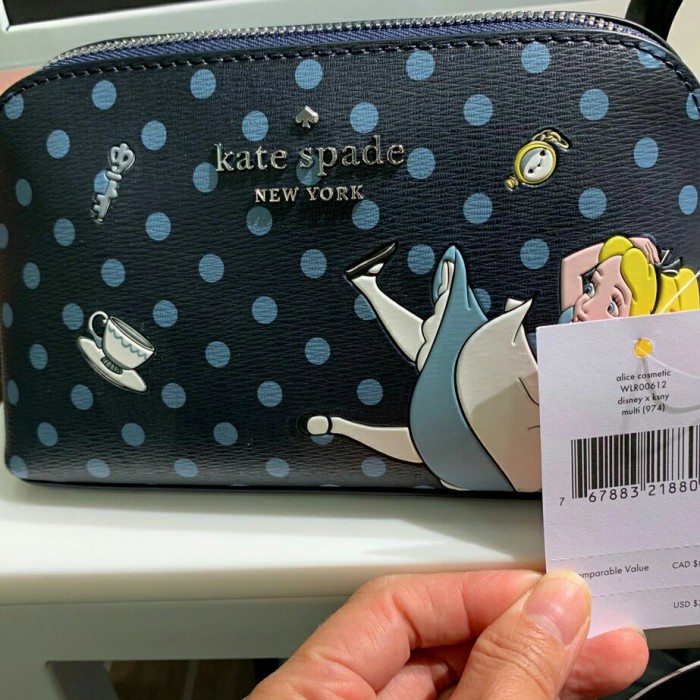 kate spade
NEW YORK
alice cosmetic
WLR00612
disney x ksny
multi (974)
7 67883 21880
Comparable Value CAD $
USD $